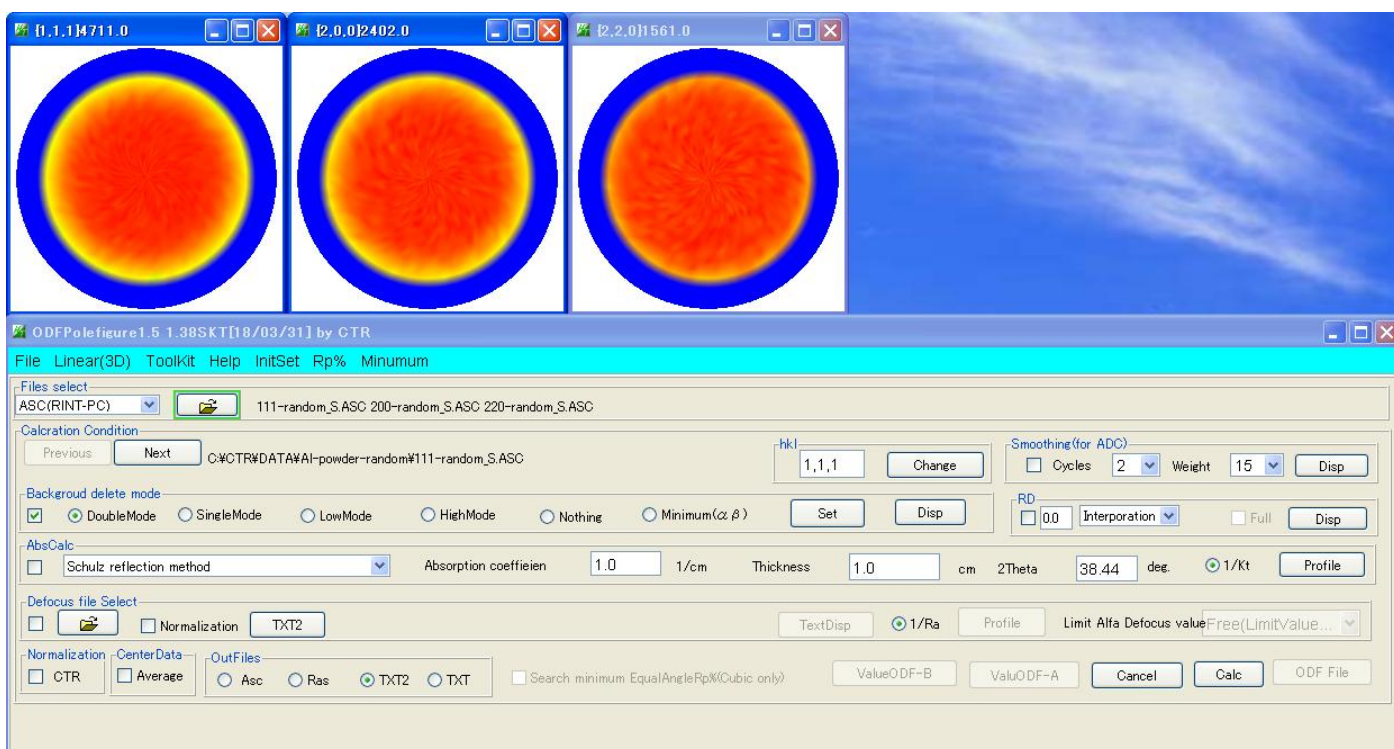 {1,1,1}4711.0 {2,0,0}2402.0 {2,2,0}1561.0
ODFPolefigure1.5 1.38SKT[18/03/31] by CTR
File Linear(3D) ToolKit Help InitSet Rp% Minumum
Files select
ASC(RINT-PC) 111-random_S.ASC 200-random_S.ASC 220-random_S.ASC
Calcration Condition
Previous Next C:¥CTR¥DATA¥Al-powder-random¥111-random_S.ASC
hkl
1,1,1 Change
Smoothing(for ADC)
Cycles 2 Weight 15 Disp
Backgroud delete mode
DoubleMode SingleMode LowMode HighMode Nothing Minimum(αβ) Set Disp
RD
0.0 Interporation Full Disp
AbsCalc
Schulz reflection method Absorption coeffieien 1.0 1/cm Thickness 1.0 cm 2Theta 38.44 deg. 1/Kt Profile
Defocus file Select
Normalization TXT2 TextDisp 1/Ra Profile Limit Alfa Defocus value Free(LimitValue...
Normalization
CTR
CenterData
Average
OutFiles
Asc Ras TXT2 TXT
Search minimum EqualAngleRp%(Cubic only) ValueODF-B ValuODF-A Cancel Calc ODF File